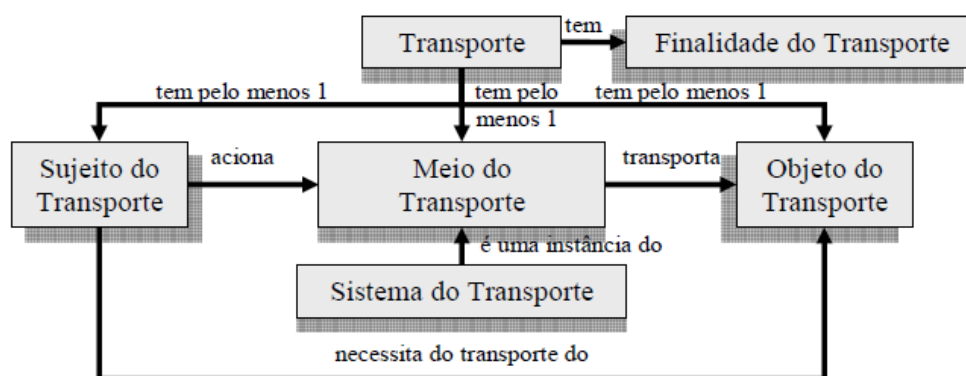 Transporte
tem
Finalidade do Transporte
tem pelo menos 1
tem pelo
menos 1
tem pelo menos 1
Sujeito do
Transporte
aciona
Meio do
Transporte
transporta
Objeto do
Transporte
é uma instância do
Sistema do Transporte
necessita do transporte do